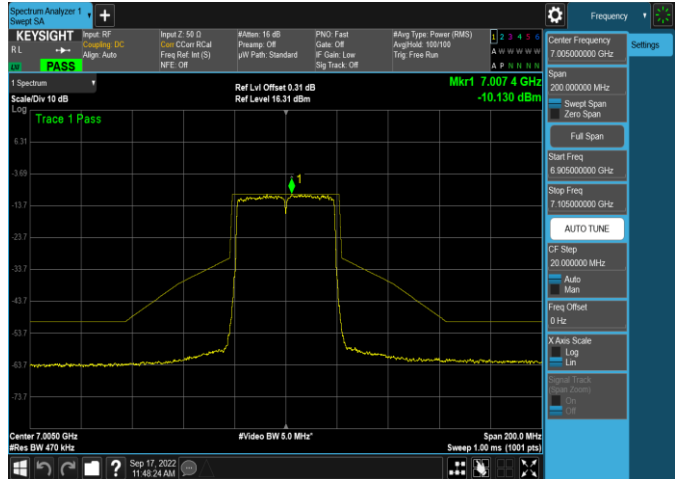 Spectrum Analyzer 1
Swept SA
Frequency
KEYSIGHT
RL
PASS
Input: RF
Coupling: DC
Align: Auto
Input Z: 50 Ω
Corr CCorr RCal
Freq Ref: Int (S)
NFE: Off
#Atten: 16 dB
Preamp: Off
µW Path: Standard
PNO: Fast
Gate: Off
IF Gain: Low
Sig Track: Off
#Avg Type: Power (RMS)
Avg|Hold: 100/100
Trig: Free Run
1 2 3 4 5 6
A W W W W W
A P N N N N
1 Spectrum
Scale/Div 10 dB
Log
Ref Lvl Offset 0.31 dB
Ref Level 16.31 dBm
Mkr1 7.007 4 GHz
-10.130 dBm
Trace 1 Pass
1
6.31
-3.69
-13.7
-23.7
-33.7
-43.7
-53.7
-63.7
-73.7
Center 7.0050 GHz
#Res BW 470 kHz
#Video BW 5.0 MHz*
Span 200.0 MHz
Sweep 1.00 ms (1001 pts)
Sep 17, 2022
11:48:24 AM
Center Frequency
7.005000000 GHz
Settings
Span
200.000000 MHz
Swept Span
Zero Span
Full Span
Start Freq
6.905000000 GHz
Stop Freq
7.105000000 GHz
AUTO TUNE
CF Step
20.000000 MHz
Auto
Man
Freq Offset
0 Hz
X Axis Scale
Log
Lin
Signal Track
(Span Zoom)
On
Off